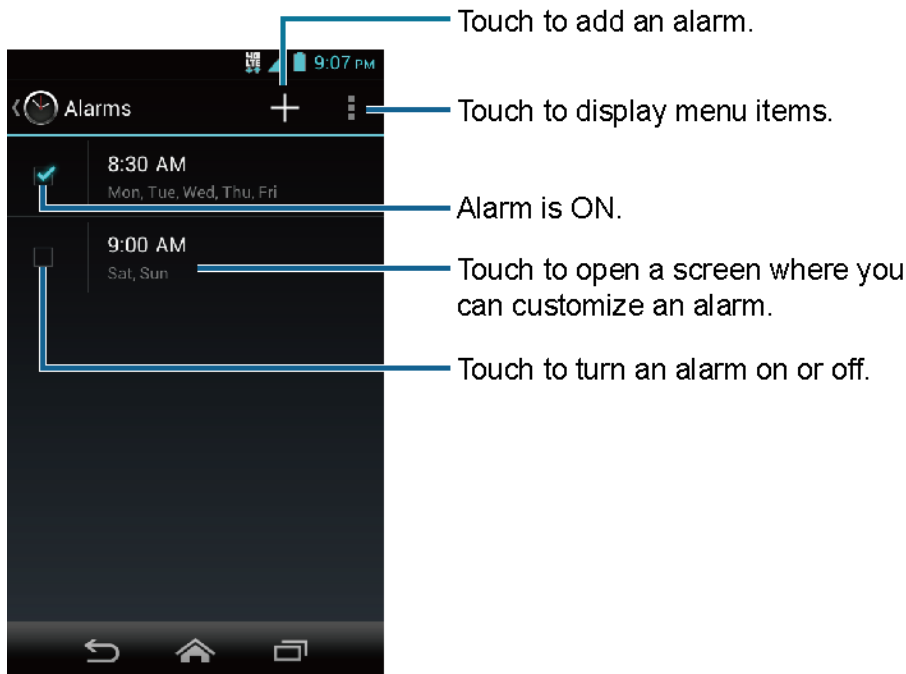 Touch to add an alarm.
4G
LTE
9:07 PM
Alarms
Touch to display menu items.
8:30 AM
Mon, Tue, Wed, Thu, Fri
Alarm is ON.
9:00 AM
Sat, Sun
Touch to open a screen where you
can customize an alarm.
Touch to turn an alarm on or off.